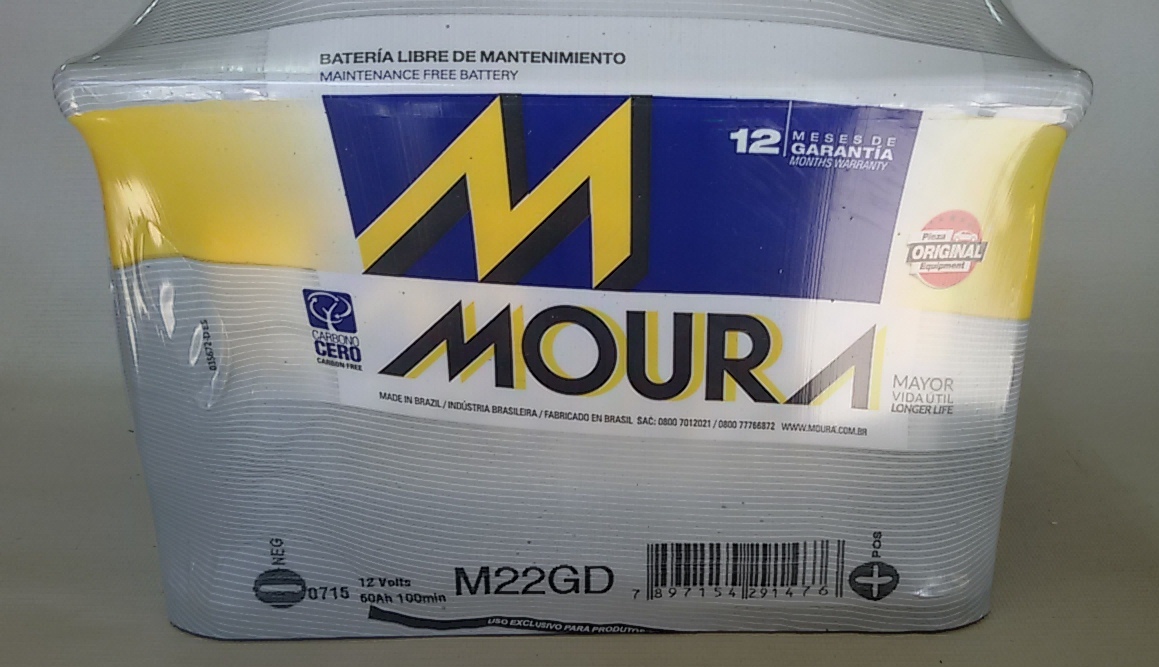 BATERÍA LIBRE DE MANTENIMIENTO
MAINTENANCE FREE BATTERY
12 MESES DE
GARANTÍA
MONTHS WARRANTY
Pieza
ORIGINAL
Equipment
CARBONO
CERO
CARBON FREE
MOURA
MAYOR
VIDA ÚTIL
LONGER LIFE
MADE IN BRAZIL / INDÚSTRIA BRASILEIRA / FABRICADO EN BRASIL SAC: 0800 7012021 / 0800 77766872 WWW.MOURA.COM.BR
NEG
0715
12 Volts
60Ah 100min
M22GD
7 897154 291476
POS
USO EXCLUSIVO PARA